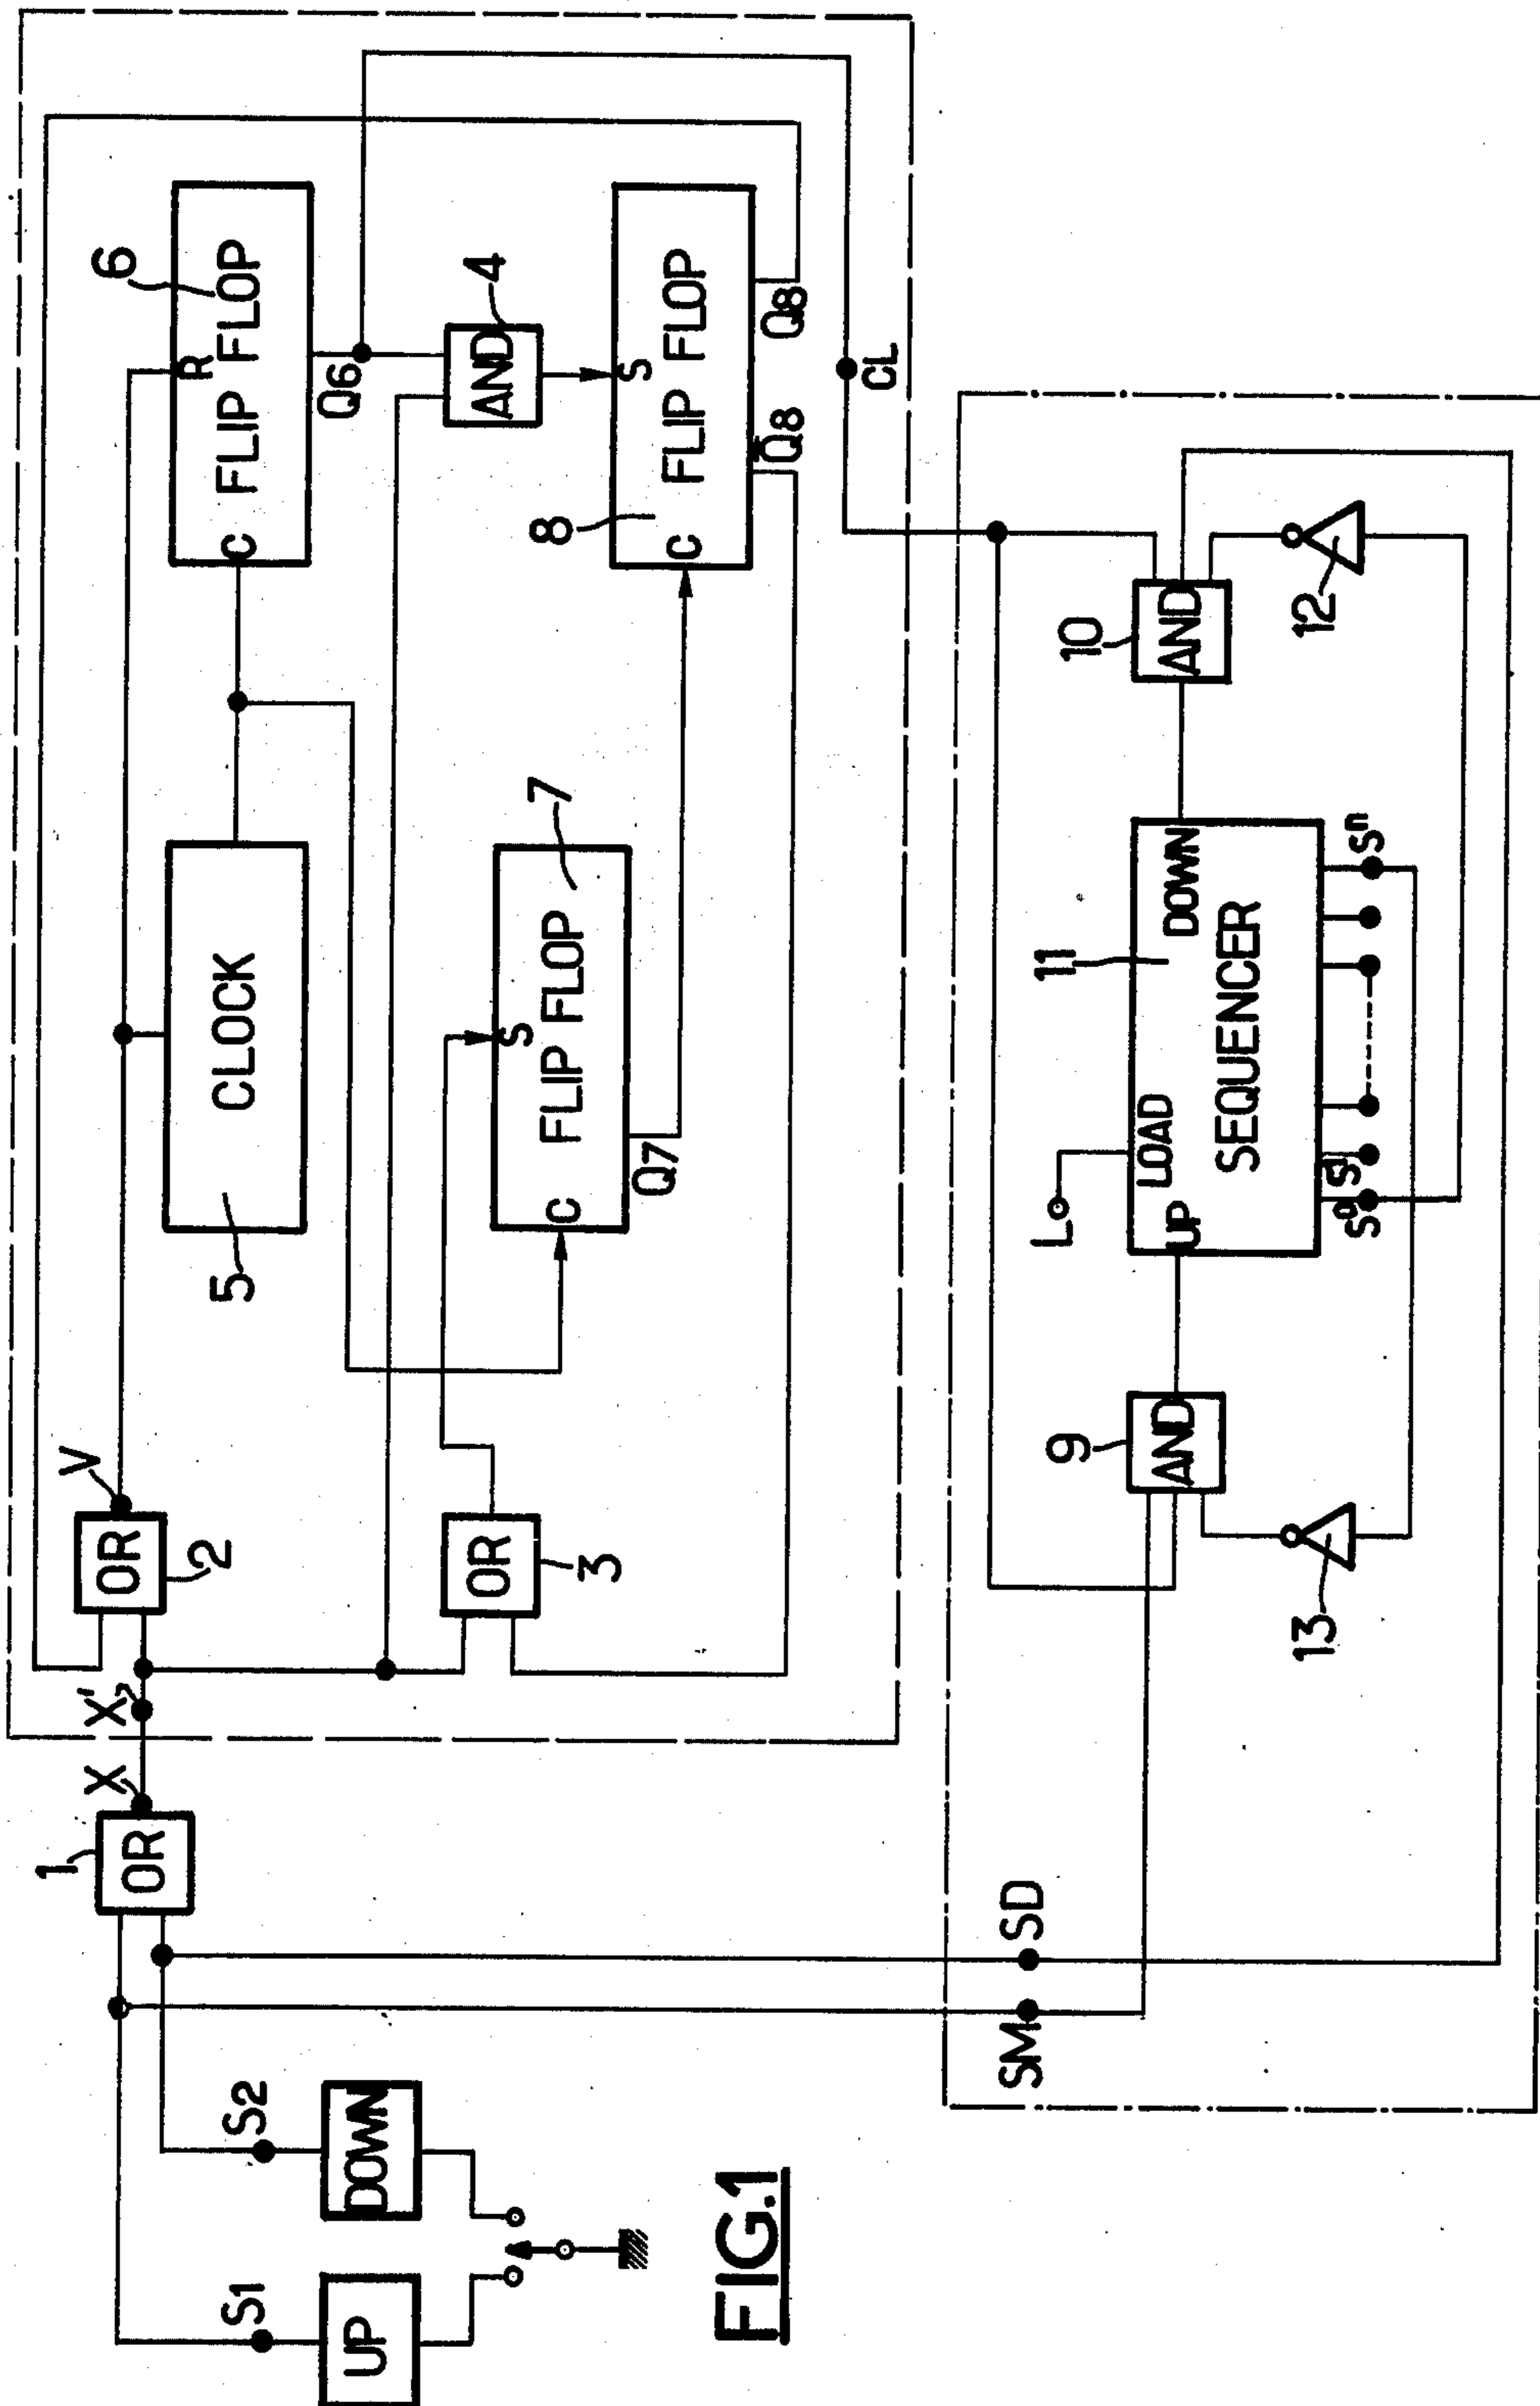 UP
S1
DOWN
S2
SM
SD
1
OR
X
X'
OR
2
V
OR
3
5
CLOCK
C
FLIP FLOP
7
S
Q7
C
FLIP FLOP
6
R
Q6
AND
4
8
C
FLIP FLOP
S
Q̅8
Q8
CL
9
AND
13
L
UP
LOAD
DOWN
SEQUENCER
11
S0
S1
Sn
10
AND
12
FIG.1